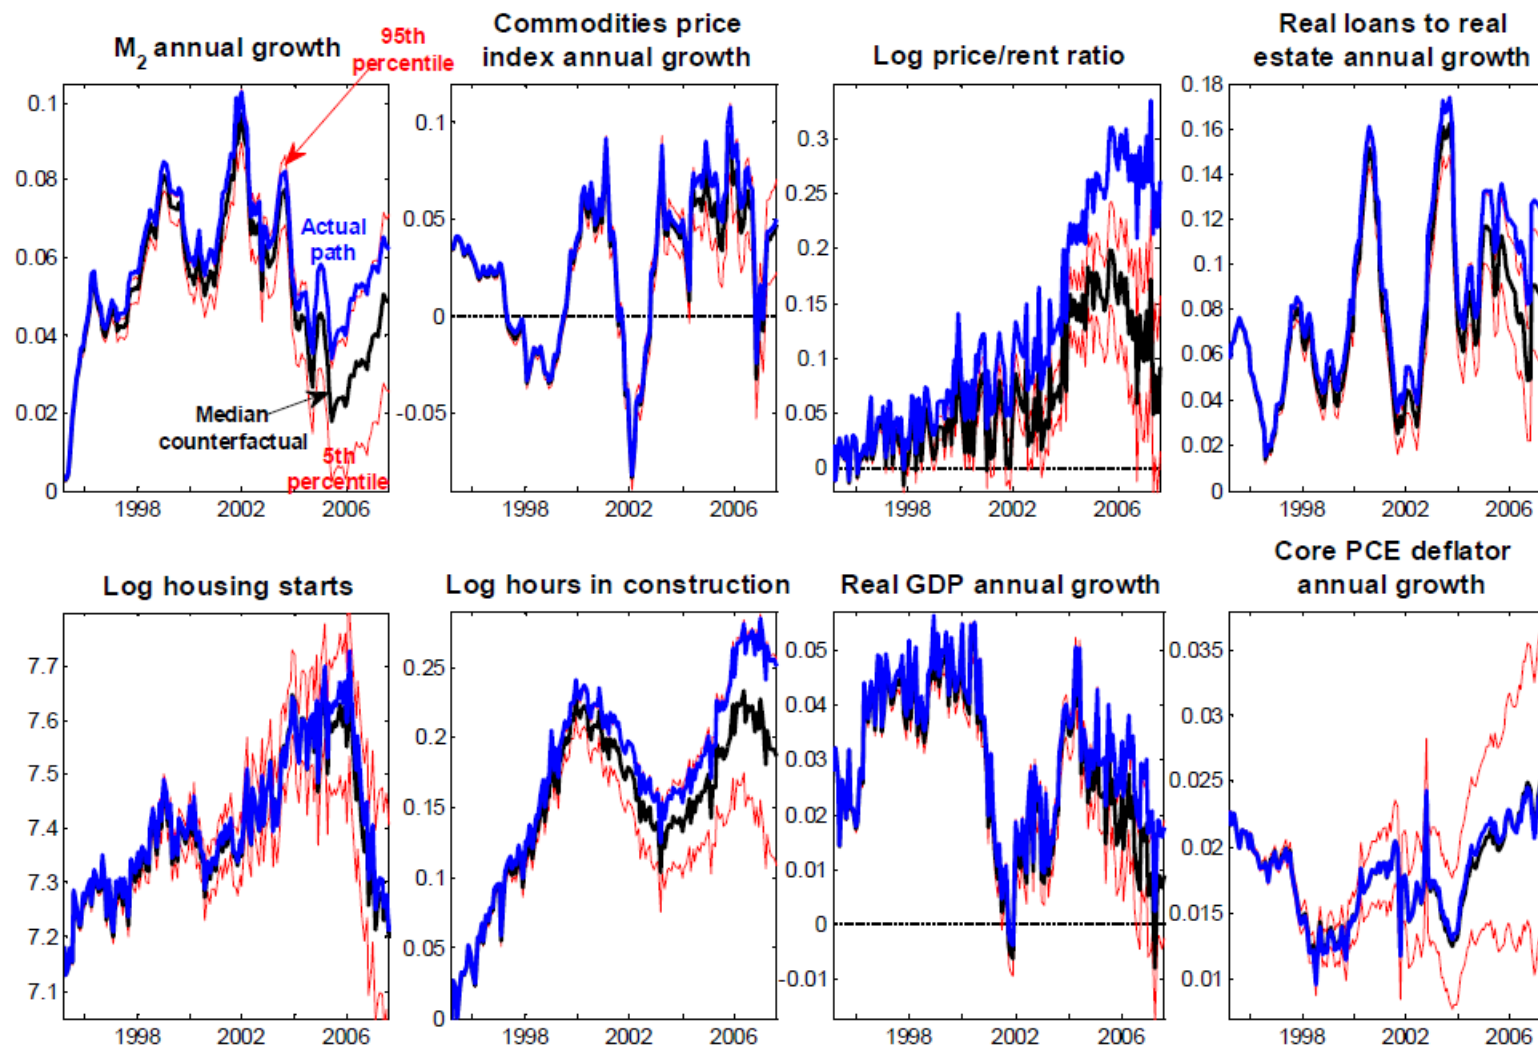 M2 annual growth
95th
percentile
Actual
path
Median
counterfactual
5th
percentile
0.1
0.08
0.06
0.04
0.02
0
1998 2002 2006
Commodities price
index annual growth
0.1
0.05
0
-0.05
1998 2002 2006
Log price/rent ratio
0.3
0.25
0.2
0.15
0.1
0.05
0
1998 2002 2006
Real loans to real
estate annual growth
0.18
0.16
0.14
0.12
0.1
0.08
0.06
0.04
0.02
0
1998 2002 2006
Log housing starts
7.7
7.6
7.5
7.4
7.3
7.2
7.1
1998 2002 2006
Log hours in construction
0.25
0.2
0.15
0.1
0.05
0
1998 2002 2006
Real GDP annual growth
0.05
0.04
0.03
0.02
0.01
0
-0.01
1998 2002 2006
Core PCE deflator
annual growth
0.035
0.03
0.025
0.02
0.015
0.01
1998 2002 2006